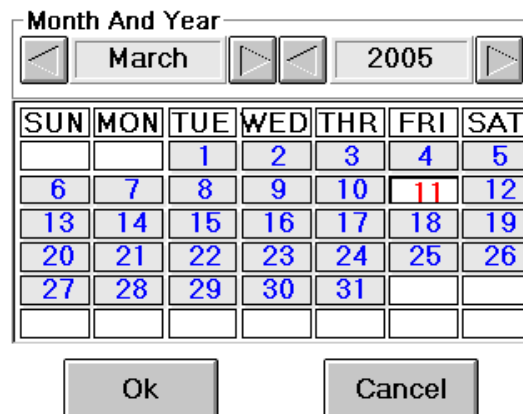 Month And Year
March 2005
SUN MON TUE WED THR FRI SAT
1 2 3 4 5
6 7 8 9 10 11 12
13 14 15 16 17 18 19
20 21 22 23 24 25 26
27 28 29 30 31
Ok Cancel